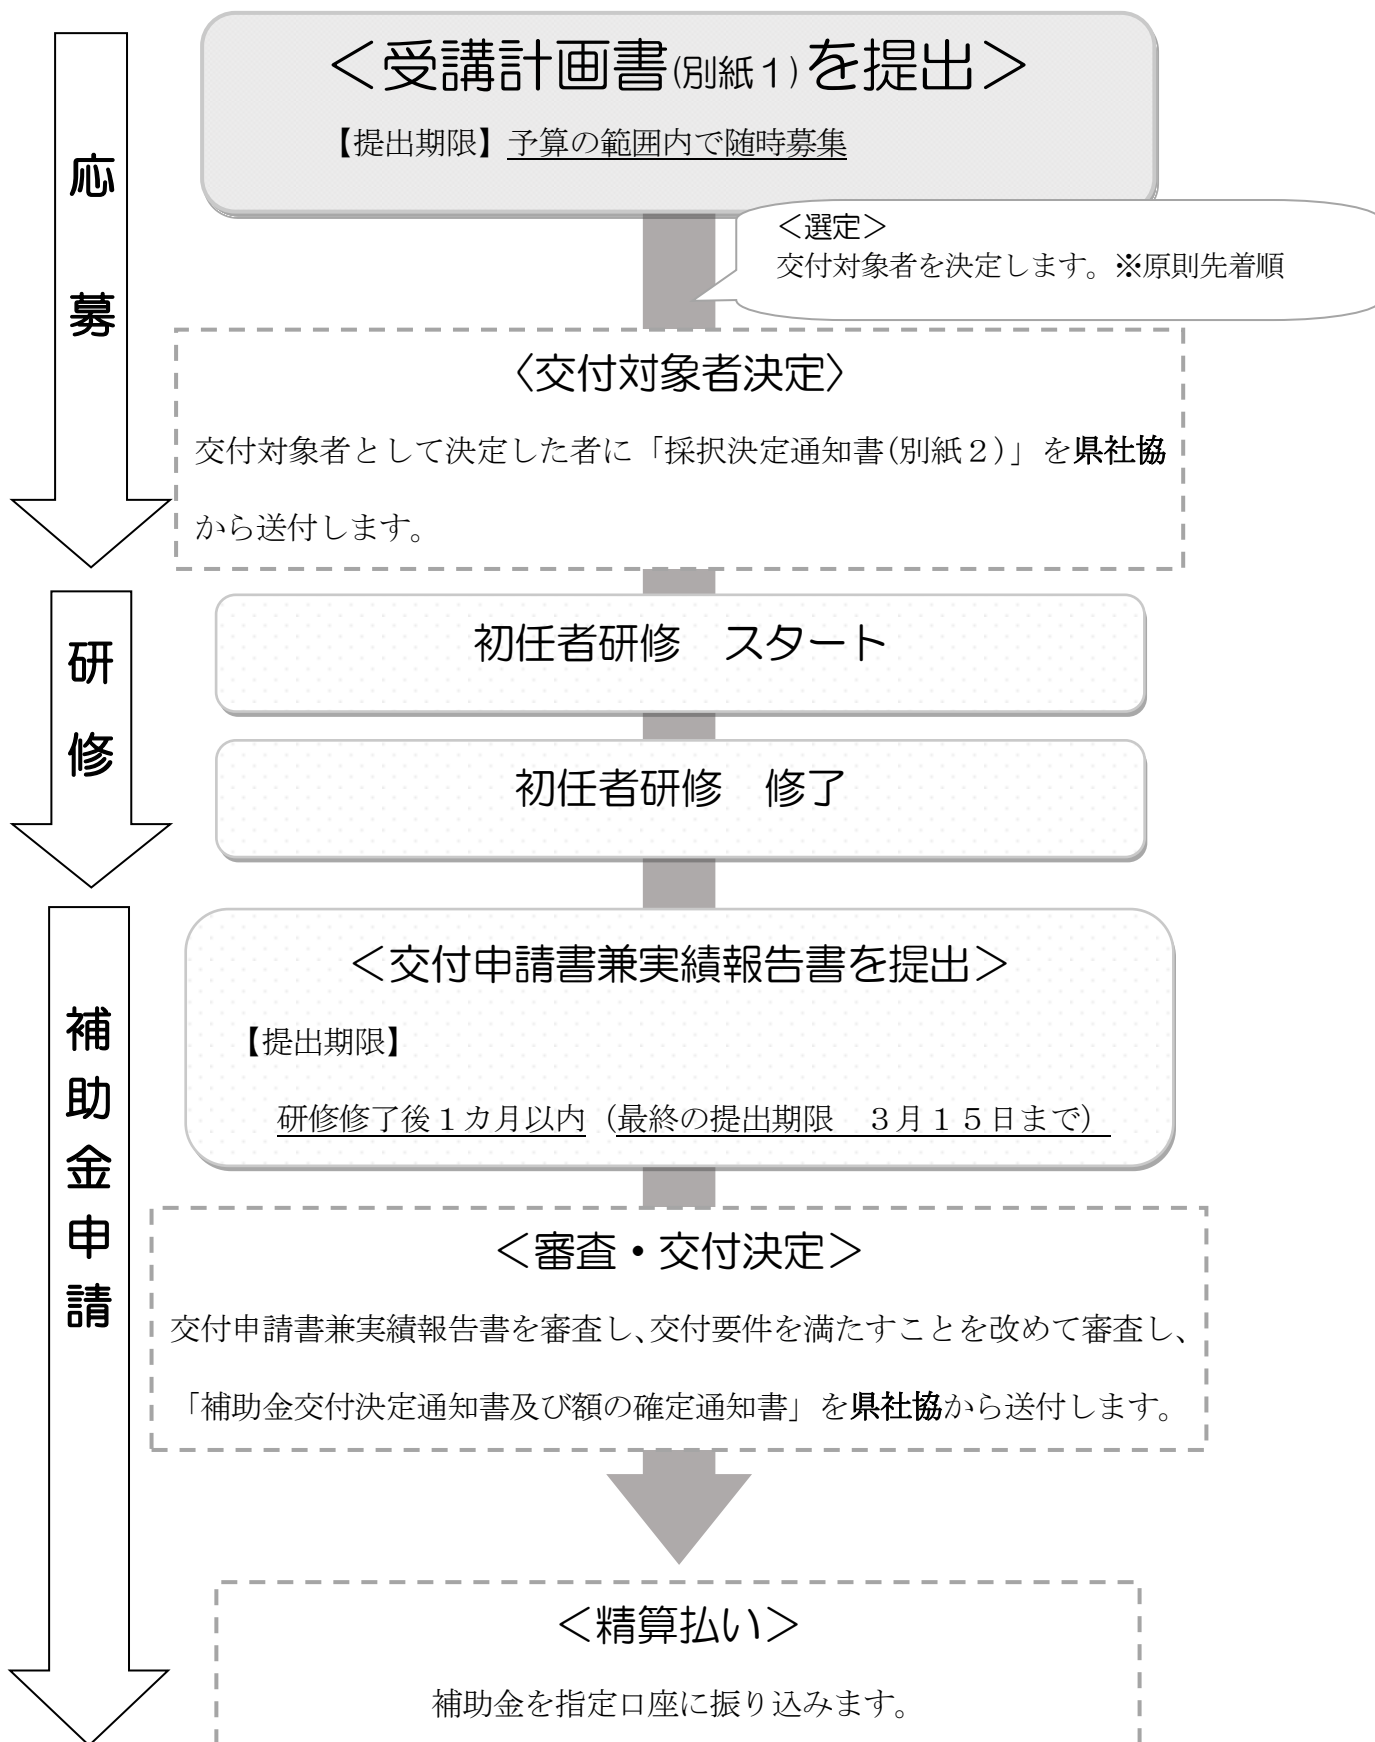 応募
＜受講計画書(別紙１)を提出＞
【提出期限】予算の範囲内で随時募集
＜選定＞
交付対象者を決定します。※原則先着順
〈交付対象者決定〉
交付対象者として決定した者に「採択決定通知書(別紙２)」を県社協
から送付します。
研修
初任者研修　スタート
初任者研修　修了
補助金申請
＜交付申請書兼実績報告書を提出＞
【提出期限】
研修修了後１カ月以内（最終の提出期限　３月１５日まで）
＜審査・交付決定＞
交付申請書兼実績報告書を審査し、交付要件を満たすことを改めて審査し、
「補助金交付決定通知書及び額の確定通知書」を県社協から送付します。
＜精算払い＞
補助金を指定口座に振り込みます。